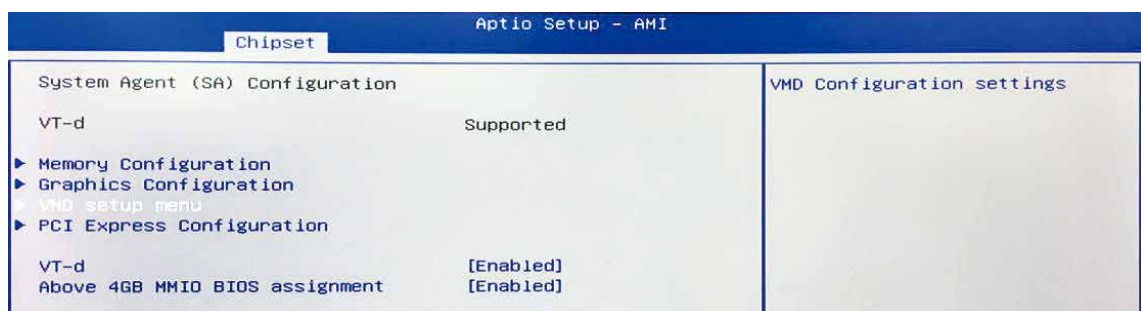 Aptio Setup – AMI
Chipset
System Agent (SA) Configuration
VMD Configuration settings
VT-d Supported
▶ Memory Configuration
▶ Graphics Configuration
▶ VMD setup menu
▶ PCI Express Configuration
VT-d [Enabled]
Above 4GB MMIO BIOS assignment [Enabled]